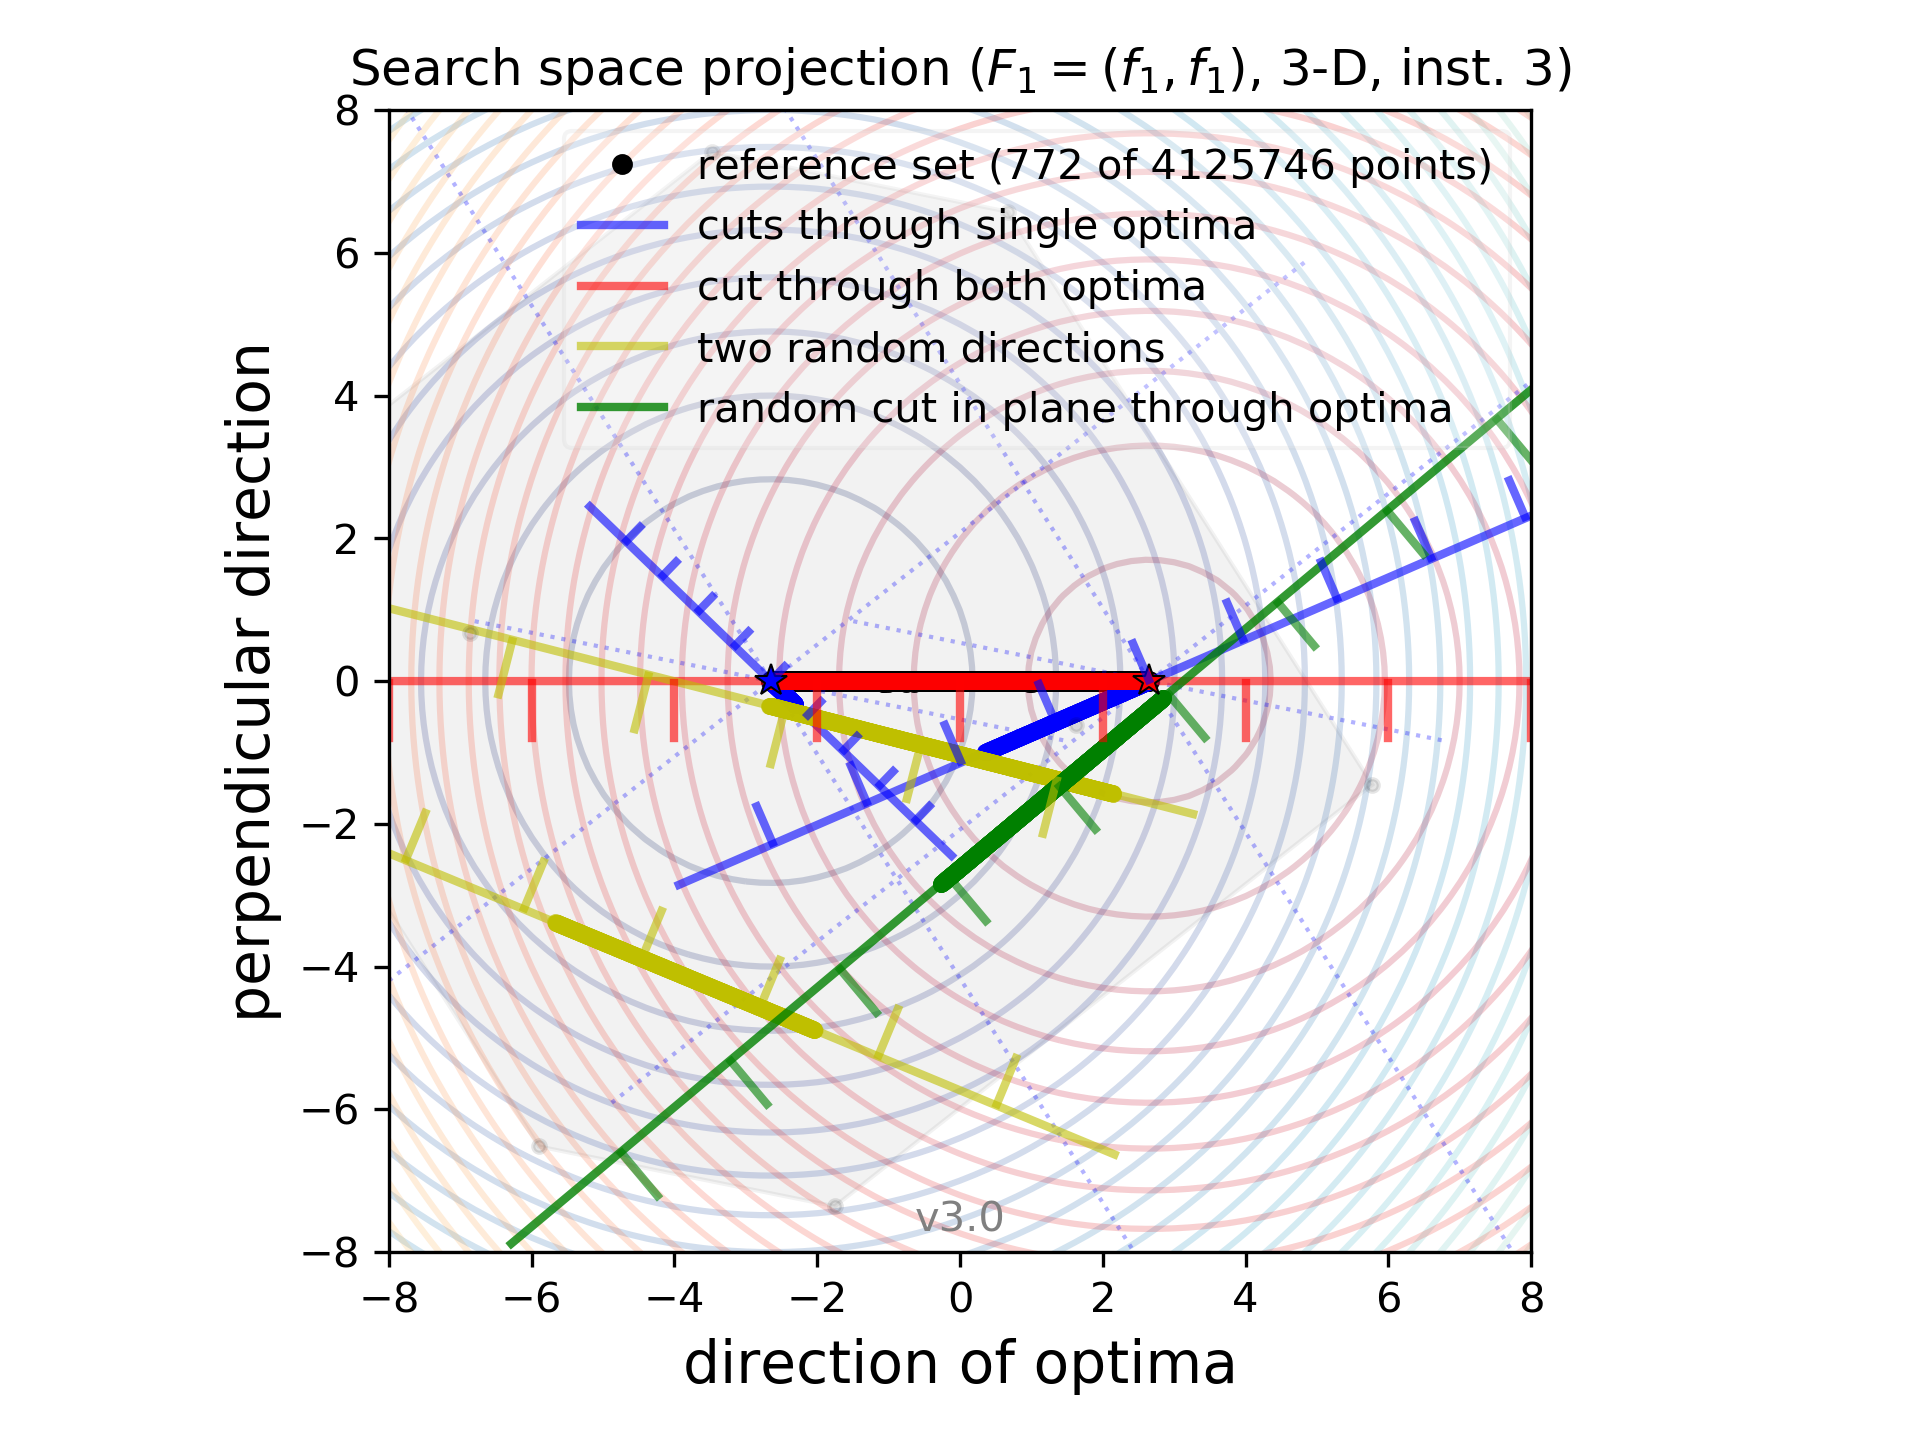 Search space projection (F₁ = (f₁, f₁), 3-D, inst. 3)
reference set (772 of 4125746 points)
cuts through single optima
cut through both optima
two random directions
random cut in plane through optima
perpendicular direction
8
6
4
2
0
−2
−4
−6
−8
v3.0
−8 −6 −4 −2 0 2 4 6 8
direction of optima